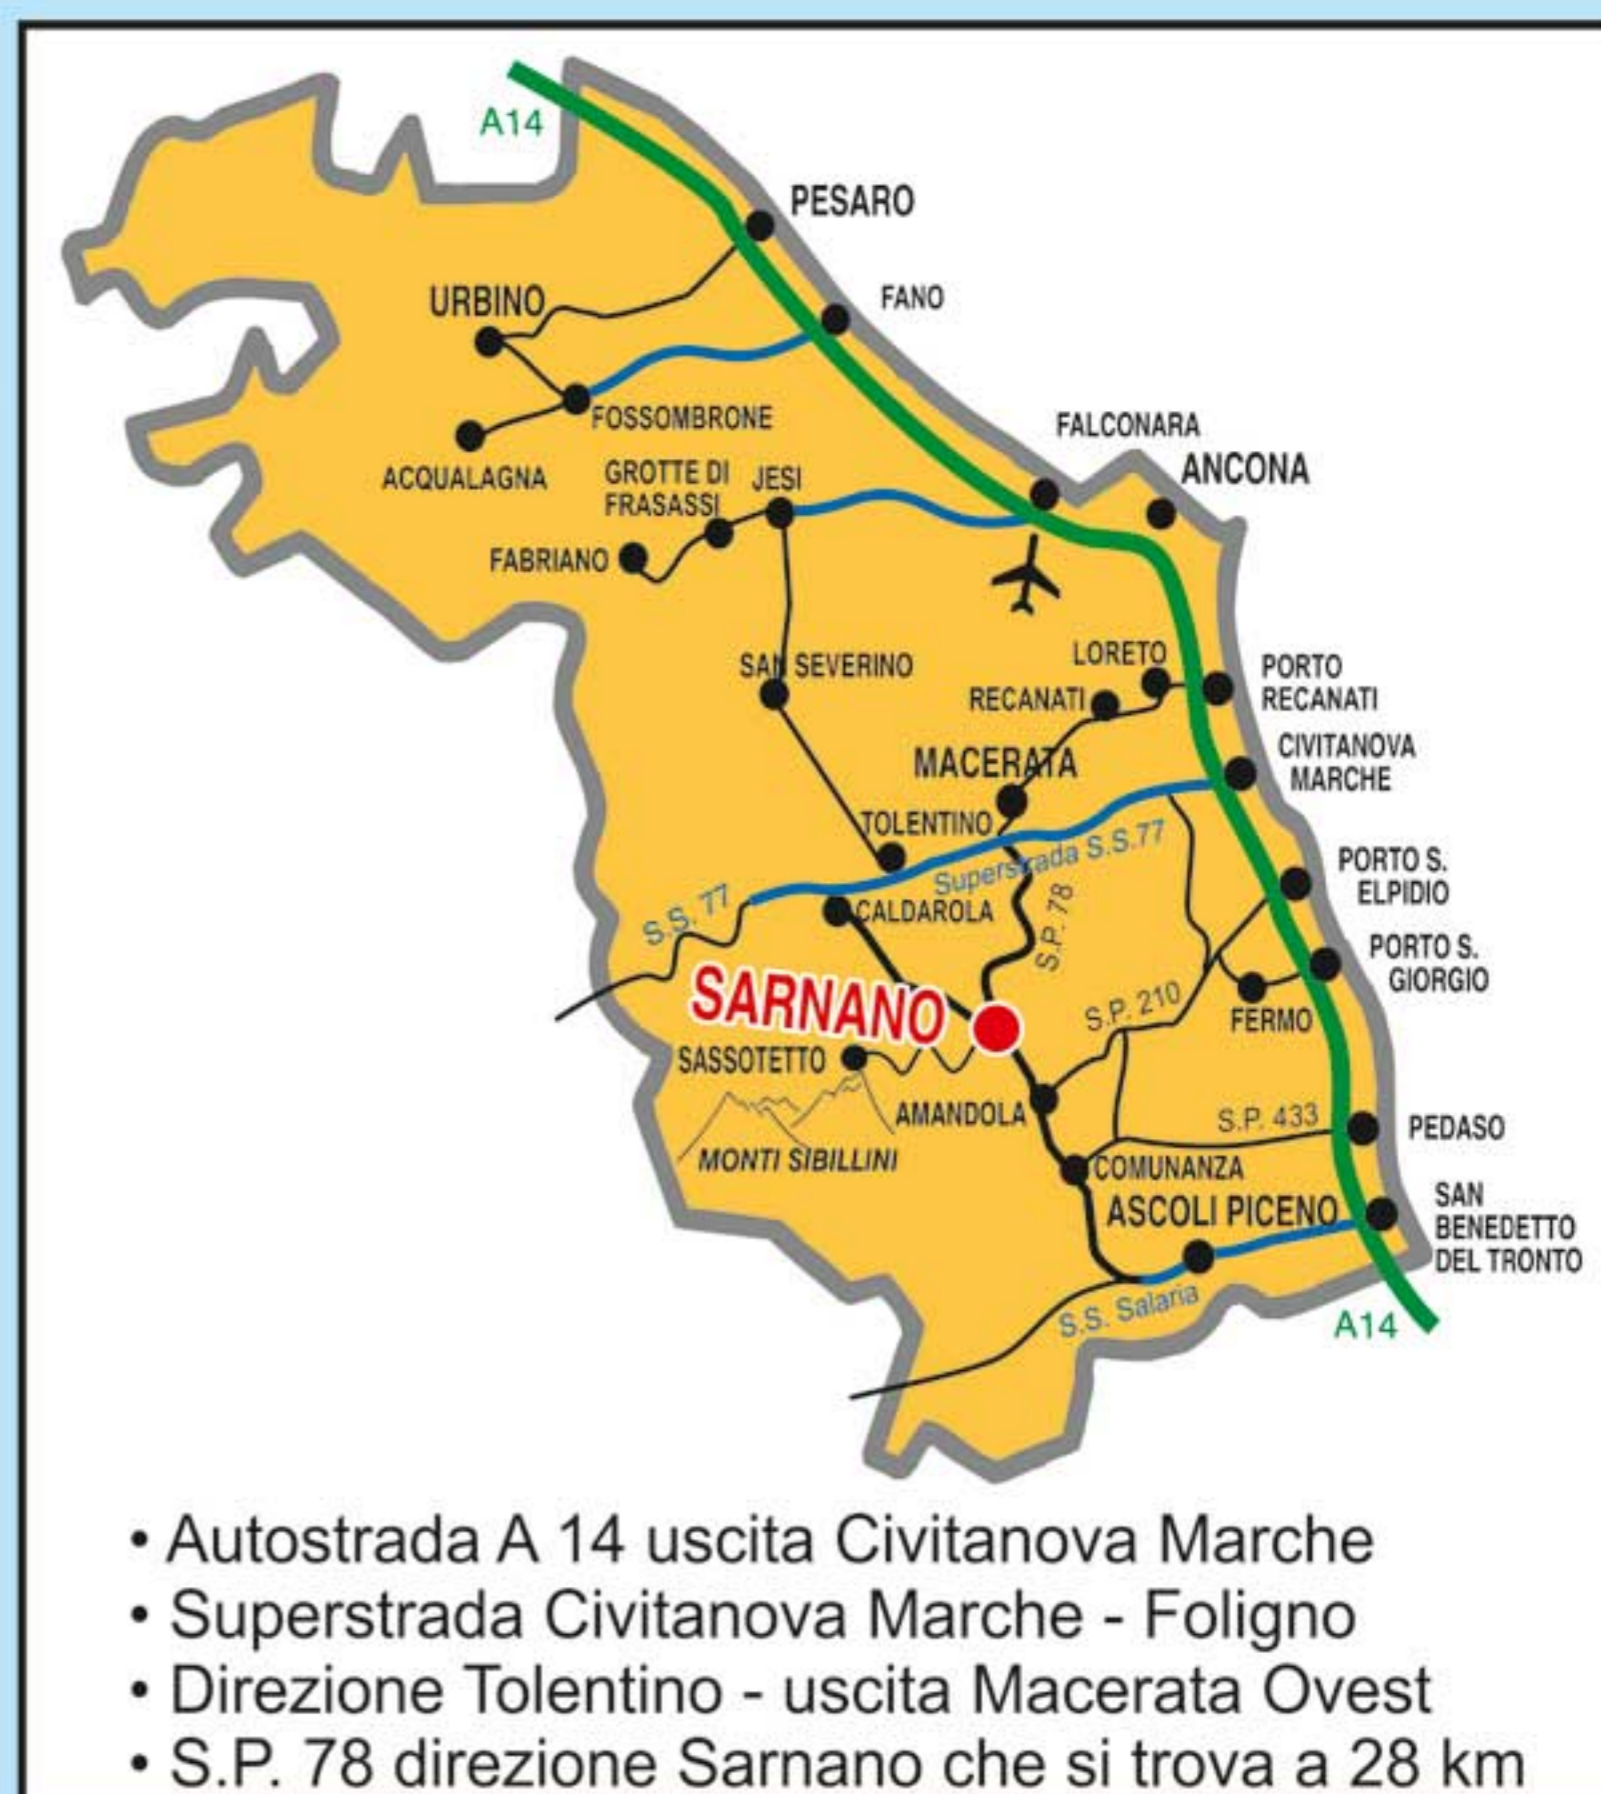 A14
PESARO
URBINO
FANO
FOSSOMBRONE
FALCONARA
ACQUALAGNA
GROTTE DI
FRASASSI
JESI
ANCONA
FABRIANO
SAN SEVERINO
LORETO
RECANATI
PORTO
RECANATI
MACERATA
CIVITANOVA
MARCHE
TOLENTINO
Superstrada S.S.77
PORTO S.
ELPIDIO
S.S. 77
CALDAROLA
S.P. 78
PORTO S.
GIORGIO
SARNANO
S.P. 210
FERMO
SASSOTETTO
AMANDOLA
S.P. 433
PEDASO
MONTI SIBILLINI
COMUNANZA
ASCOLI PICENO
SAN
BENEDETTO
DEL TRONTO
S.S. Salaria
A14
• Autostrada A 14 uscita Civitanova Marche
• Superstrada Civitanova Marche - Foligno
• Direzione Tolentino - uscita Macerata Ovest
• S.P. 78 direzione Sarnano che si trova a 28 km